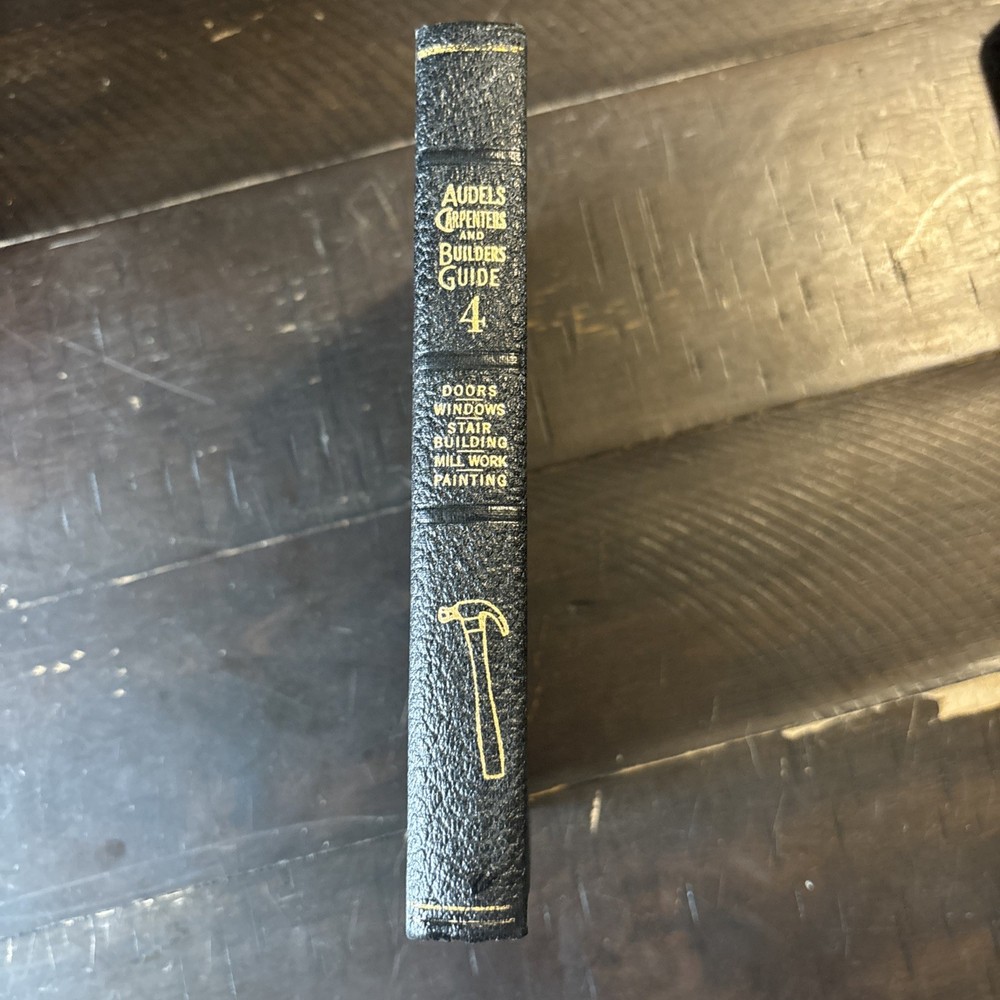 AUDELS
CARPENTERS
AND
BUILDERS
GUIDE
4
DOORS
WINDOWS
STAIR
BUILDING
MILL WORK
PAINTING